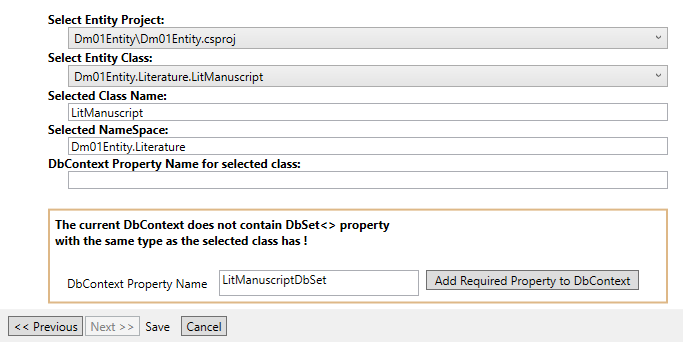 Select Entity Project:
Dm01Entity\Dm01Entity.csproj
Select Entity Class:
Dm01Entity.Literature.LitManuscript
Selected Class Name:
LitManuscript
Selected NameSpace:
Dm01Entity.Literature
DbContext Property Name for selected class:
The current DbContext does not contain DbSet<> property
with the same type as the selected class has !
DbContext Property Name LitManuscriptDbSet Add Required Property to DbContext
<< Previous Next >> Save Cancel